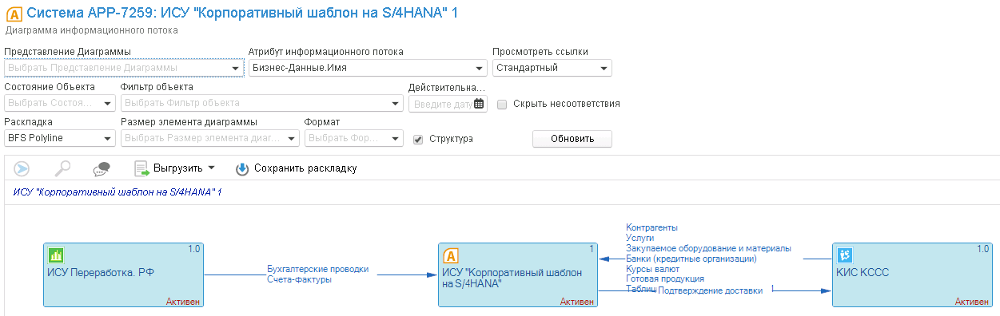 Система APP-7259: ИСУ "Корпоративный шаблон на S/4HANA" 1
Диаграмма информационного потока
Представление Диаграммы
Атрибут информационного потока
Просмотреть ссылки
Выбрать Представление Диаграммы
Бизнес-Данные.Имя
Стандартный
Состояние Объекта
Фильтр объекта
Действительна...
Выбрать Состоя...
Выбрать Фильтр объекта
Введите дату
Скрыть несоответствия
Раскладка
Размер элемента диаграммы
Формат
BFS Polyline
Выбрать Размер элемента диаг...
Выбрать Фор...
Структура
Обновить
Выгрузить
Сохранить раскладку
ИСУ "Корпоративный шаблон на S/4HANA" 1
1.0
ИСУ Переработка. РФ
Активен
Бухгалтерские проводки
Счета-Фактуры
A
1
ИСУ "Корпоративный шаблон
на S/4HANA"
Активен
Контрагенты
Услуги
Закупаемое оборудование и материалы
Банки (кредитные организации)
Курсы валют
Готовая продукция
Подтверждение доставки
1.0
КИС КССС
Активен